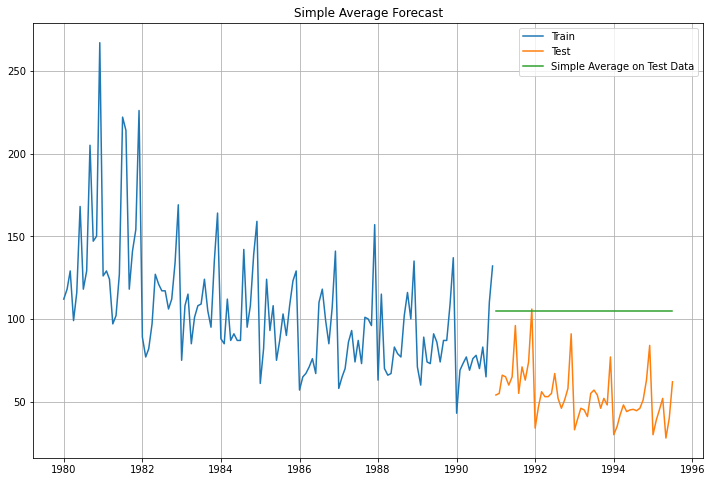 Simple Average Forecast
Train
Test
Simple Average on Test Data
250
200
150
100
50
1980 1982 1984 1986 1988 1990 1992 1994 1996